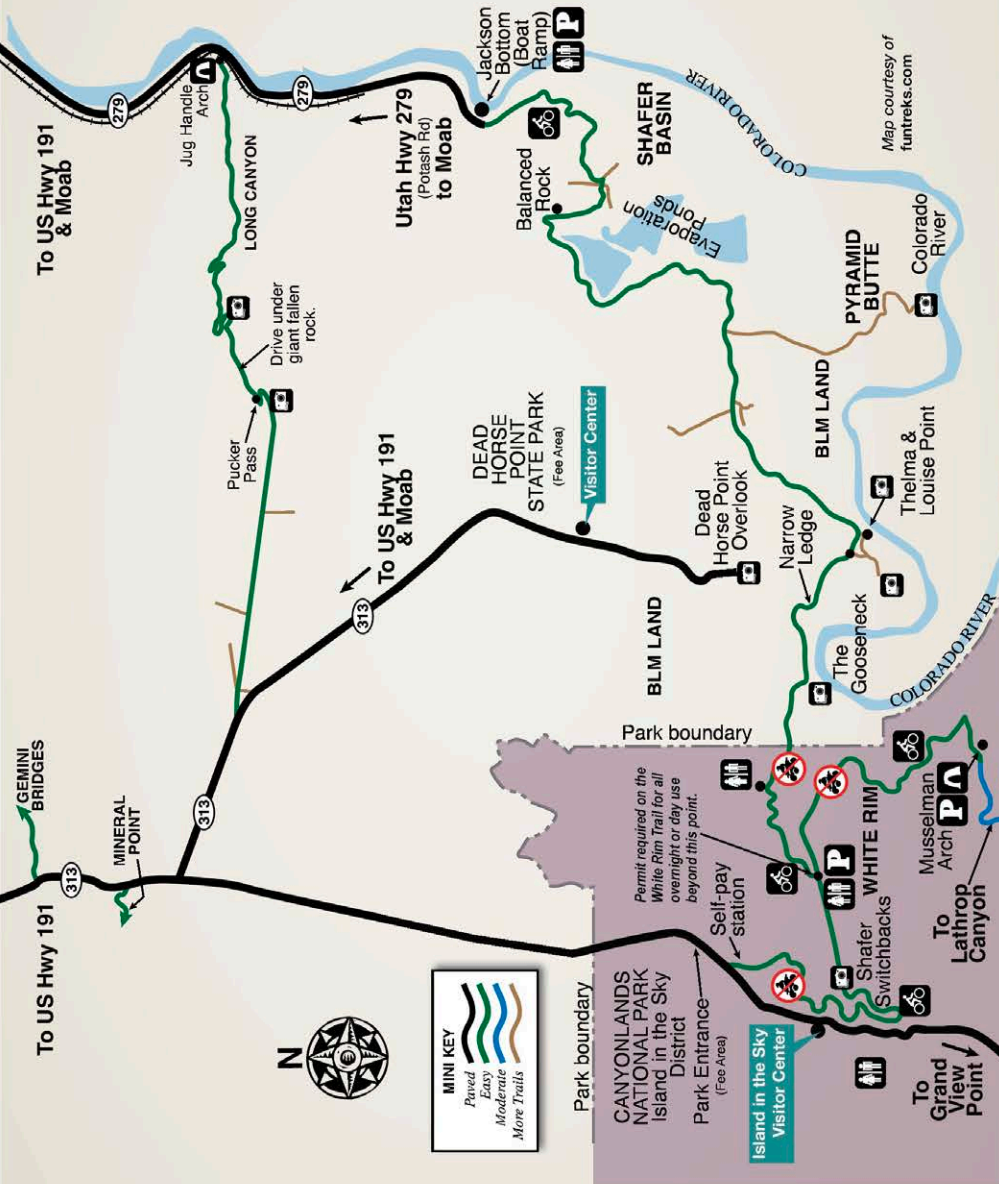 To US Hwy 191
GEMINI
BRIDGES
313
MINERAL
POINT
313
To US Hwy 191
& Moab
279
Jug Handle
Arch
279
LONG CANYON
Drive under
giant fallen
rock.
Pucker
Pass
To US Hwy 191
& Moab
313
Utah Hwy 279
(Potash Rd)
to Moab
Jackson
Bottom
(Boat
Ramp)
P
DEAD
HORSE
POINT
STATE PARK
(Fee Area)
Visitor Center
Balanced
Rock
Evaporation
Ponds
SHAFER
BASIN
COLORADO RIVER
COLORADO RIVER
N
MINI KEY
Paved
Easy
Moderate
More Trails
Dead
Horse Point
Overlook
BLM LAND
Park boundary
Park boundary
Narrow
Ledge
BLM LAND
PYRAMID
BUTTE
Colorado
River
Map courtesy of
funtreks.com
Thelma &
Louise Point
The
Gooseneck
COLORADO RIVER
CANYONLANDS
NATIONAL PARK
Island in the Sky
District
Park Entrance
(Fee Area)
Self-pay
station
Permit required on the
White Rim Trail for all
overnight or day use
beyond this point.
P
WHITE RIM
Island in the Sky
Visitor Center
Shafer
Switchbacks
Musselman
Arch
P
To
Lathrop
Canyon
To
Grand
View
Point